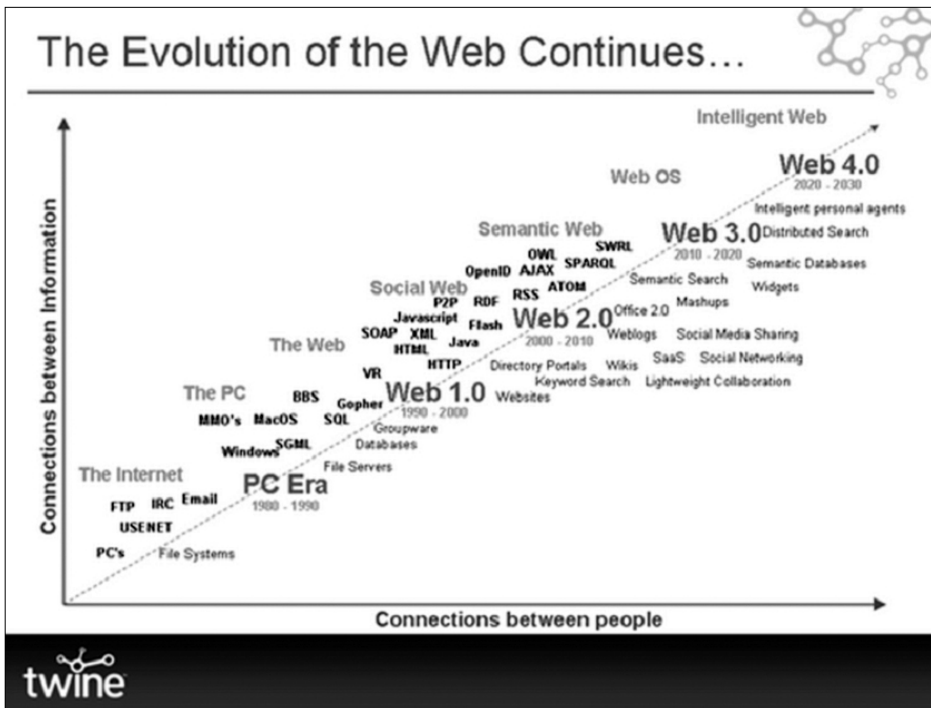 The Evolution of the Web Continues...
Intelligent Web
Web 4.0
2020 - 2030
Web OS
Intelligent personal agents
Semantic Web
SWRL
Web 3.0
Distributed Search
2010 - 2020
OWL
OpenID
AJAX
SPARQL
Semantic Databases
Semantic Search
Widgets
Social Web
ATOM
P2P
RDF
RSS
Mashups
Office 2.0
Javascript
Flash
Web 2.0
2000 - 2010
SOAP
XML
Java
Weblogs
Social Media Sharing
The Web
HTML
HTTP
Directory Portals
Wikis
SaaS
Social Networking
VR
Keyword Search
Lightweight Collaboration
The PC
BBS
Gopher
Web 1.0
1990 - 2000
Websites
MMO's
MacOS
SQL
Groupware
Windows
SGML
Databases
File Servers
The Internet
PC Era
1980 - 1990
FTP
IRC
Email
USENET
PC's
File Systems
Connections between Information
Connections between people
twine